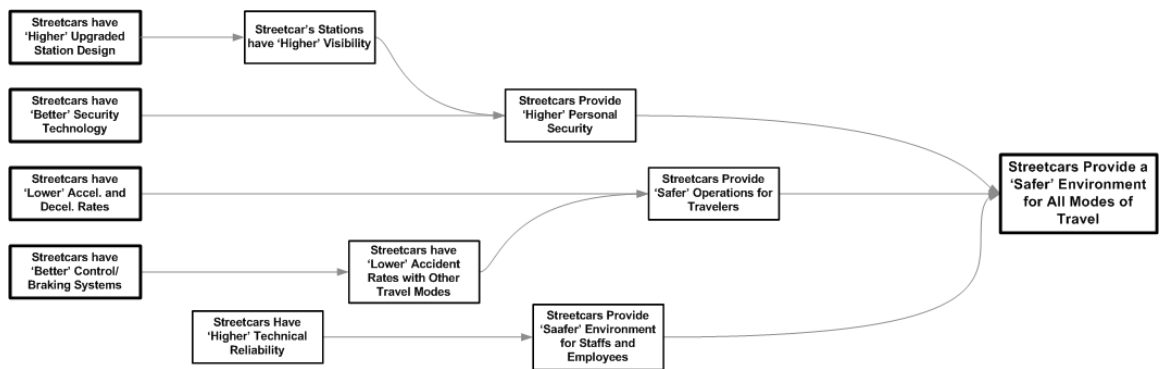 Streetcars have
‘Higher’ Upgraded
Station Design
Streetcar’s Stations
have ‘Higher’ Visibility
Streetcars have
‘Better’ Security
Technology
Streetcars Provide
‘Higher’ Personal
Security
Streetcars have
‘Lower’ Accel. and
Decel. Rates
Streetcars Provide
‘Safer’ Operations for
Travelers
Streetcars Provide a
‘Safer’ Environment
for All Modes of
Travel
Streetcars have
‘Better’ Control/
Braking Systems
Streetcars have
‘Lower’ Accident
Rates with Other
Travel Modes
Streetcars Have
‘Higher’ Technical
Reliability
Streetcars Provide
‘Saafer’ Environment
for Staffs and
Employees